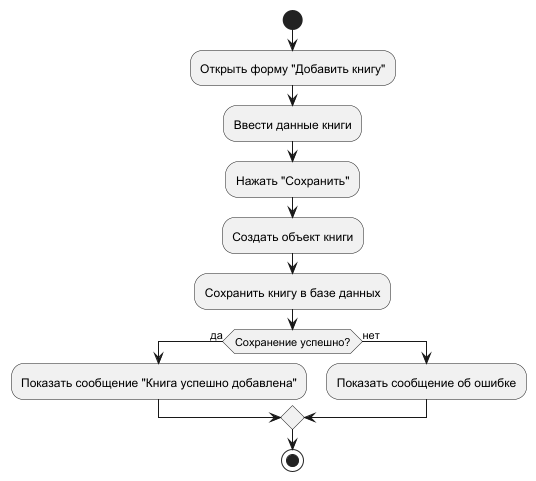 Открыть форму "Добавить книгу"
Ввести данные книги
Нажать "Сохранить"
Создать объект книги
Сохранить книгу в базе данных
да
Сохранение успешно?
нет
Показать сообщение "Книга успешно добавлена"
Показать сообщение об ошибке